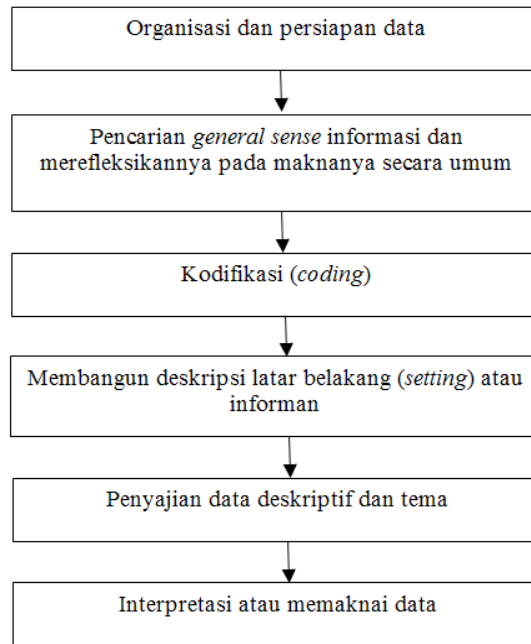 Organisasi dan persiapan data
Pencarian general sense informasi dan
merefleksikannya pada maknanya secara umum
Kodifikasi (coding)
Membangun deskripsi latar belakang (setting) atau
informan
Penyajian data deskriptif dan tema
Interpretasi atau memaknai data